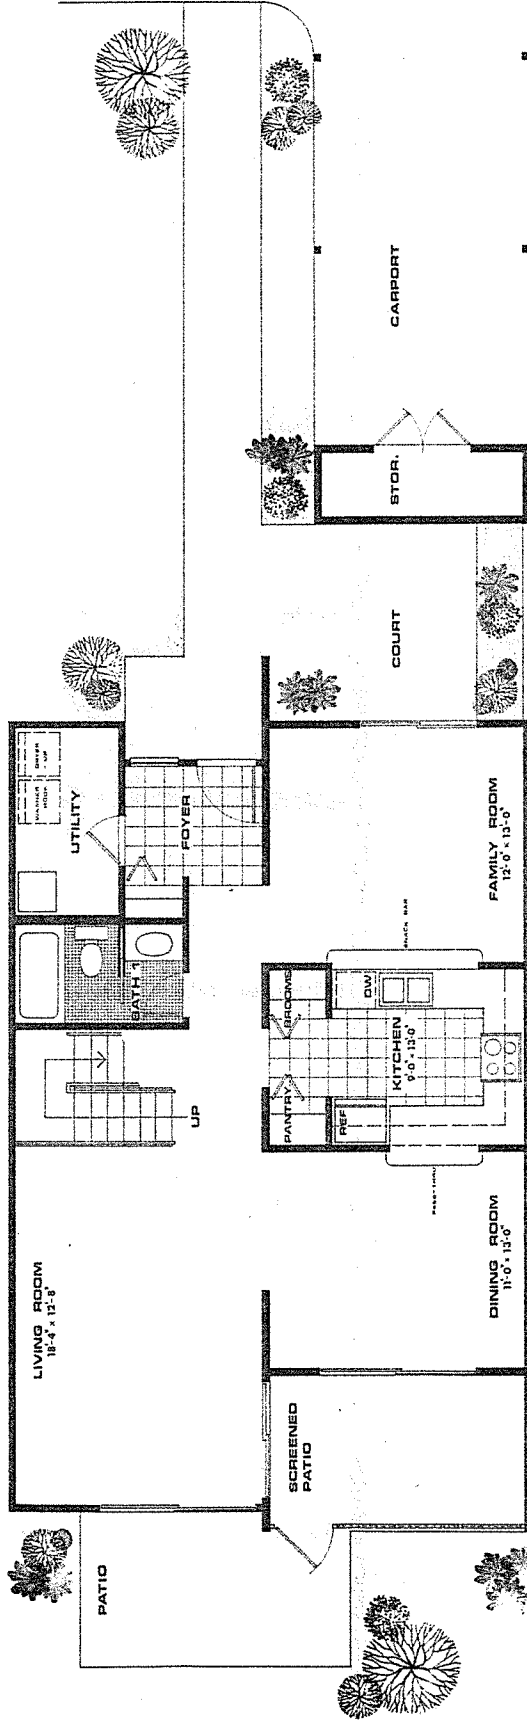 PATIO
LIVING ROOM
18'-4" x 12'-8"
UP
BATH 1
UTILITY
WASHER
HOOK
DRYER
UP
FOYER
SCREENED
PATIO
DINING ROOM
11'-0" x 13'-0"
PASS-THRU
PANTRY
BROOMS
REF
DW
KITCHEN
9'-0" x 13'-0"
SNACK BAR
FAMILY ROOM
12'-0" x 13'-0"
COURT
STOR.
CARPORT